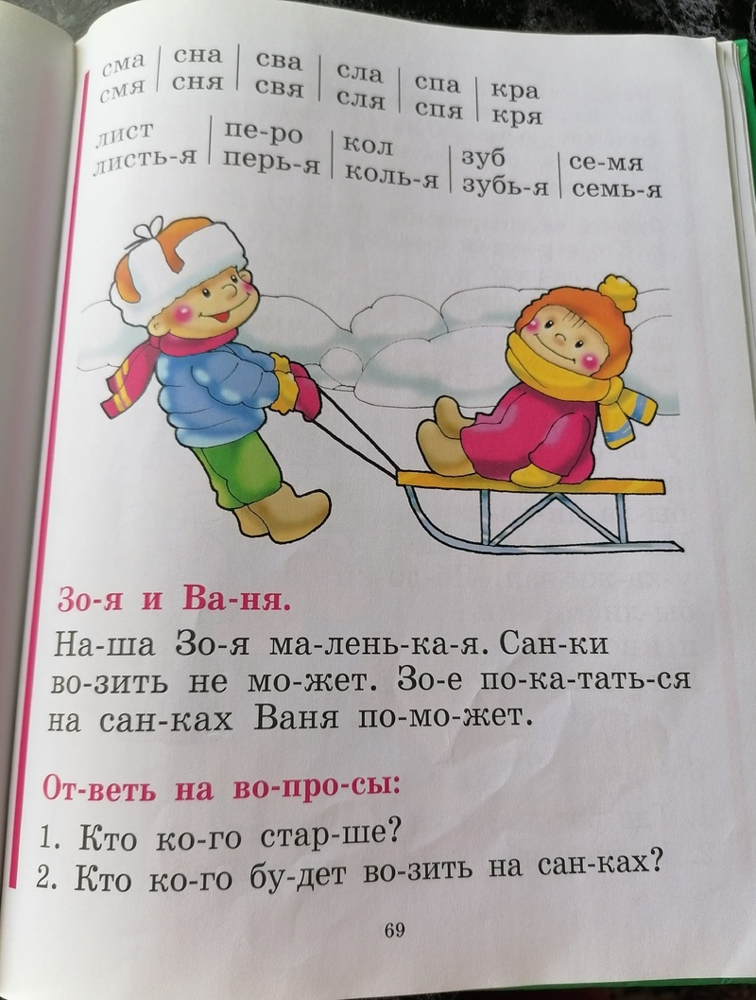 сма | сна | сва | сла | спа | кра
смя | сня | свя | сля | спя | кря
лист | пе-ро | кол | зуб | се-мя
листь-я | перь-я | коль-я | зубь-я | семь-я
Зо-я и Ва-ня.
На-ша Зо-я ма-лень-ка-я. Сан-ки
во-зить не мо-жет. Зо-е по-ка-тать-ся
на сан-ках Ваня по-мо-жет.
От-веть на во-про-сы:
1. Кто ко-го стар-ше?
2. Кто ко-го бу-дет во-зить на сан-ках?
69